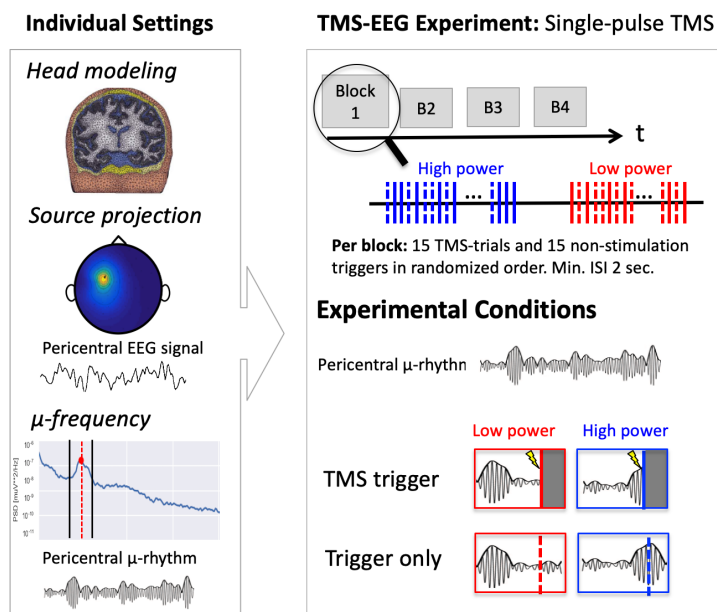 Individual Settings
Head modeling
Source projection
Pericentral EEG signal
μ-frequency
10⁻⁶
10⁻⁷
10⁻⁸
10⁻⁹
10⁻¹⁰
10⁻¹¹
PSD [muV**2/Hz]
Pericentral μ-rhythm
TMS-EEG Experiment: Single-pulse TMS
Block
1
B2
B3
B4
t
High power
Low power
...
...
Per block: 15 TMS-trials and 15 non-stimulation
triggers in randomized order. Min. ISI 2 sec.
Experimental Conditions
Pericentral μ-rhythm
Low power
High power
TMS trigger
Trigger only